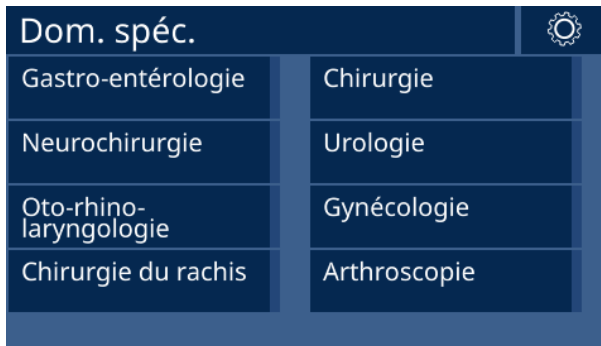 Dom. spéc.
Gastro-entérologie
Chirurgie
Neurochirurgie
Urologie
Oto-rhino-
laryngologie
Gynécologie
Chirurgie du rachis
Arthroscopie